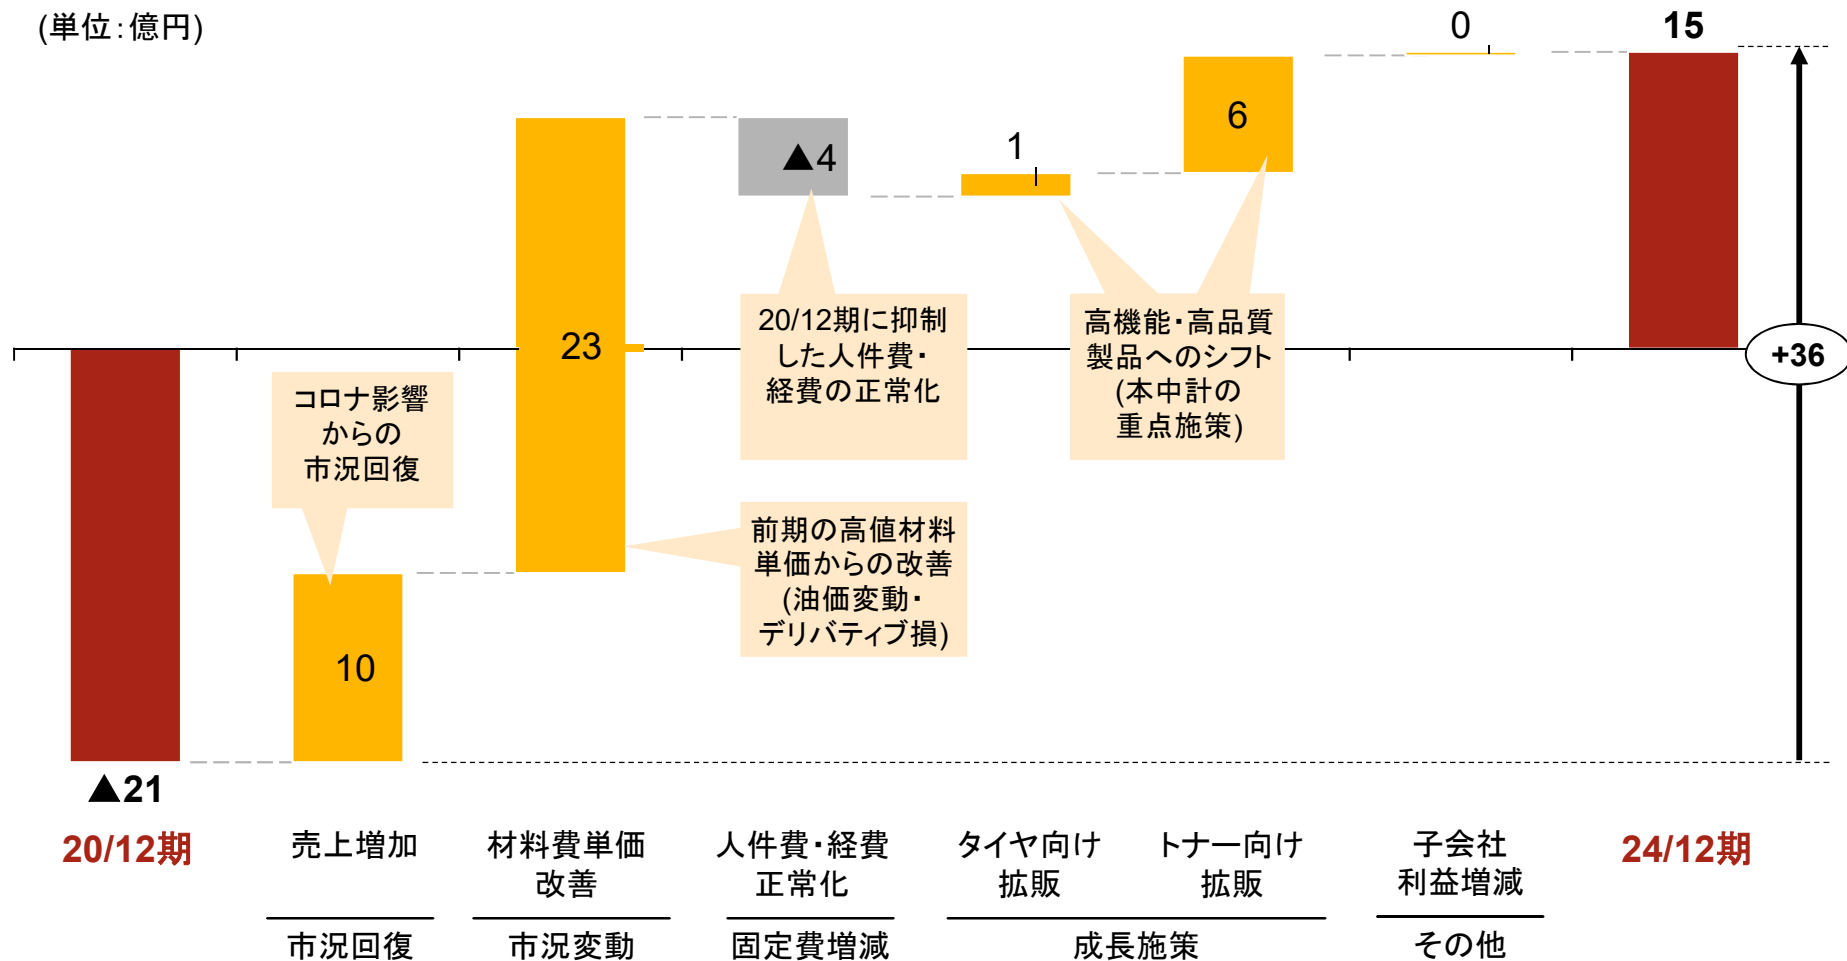 (単位：億円)
0
15
6
1
▲4
23
+36
20/12期に抑制
した人件費・
経費の正常化
高機能・高品質
製品へのシフト
(本中計の
重点施策)
コロナ影響
からの
市況回復
前期の高値材料
単価からの改善
(油価変動・
デリバティブ損)
10
▲21
20/12期
売上増加
材料費単価
改善
人件費・経費
正常化
タイヤ向け
拡販
トナー向け
拡販
子会社
利益増減
24/12期
市況回復
市況変動
固定費増減
成長施策
その他